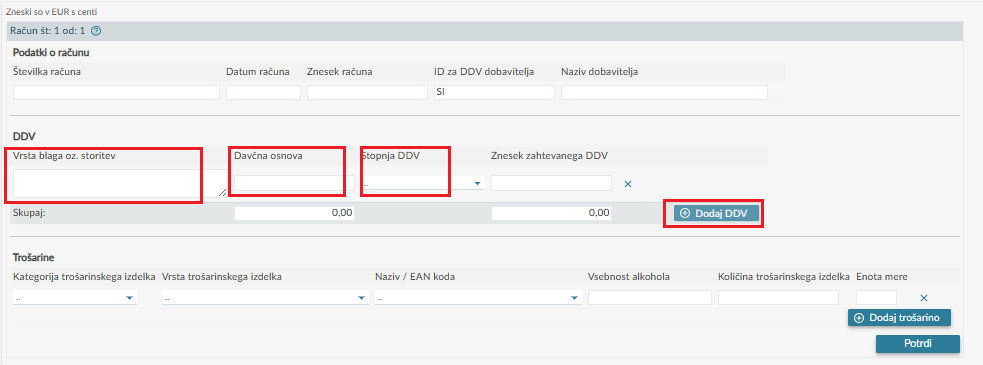 Zneski so v EUR s centi
Račun št: 1 od: 1 ?
Podatki o računu
Številka računa Datum računa Znesek računa ID za DDV dobavitelja Naziv dobavitelja
SI
DDV
Vrsta blaga oz. storitev Davčna osnova Stopnja DDV Znesek zahtevanega DDV
..
Skupaj: 0,00 0,00 Dodaj DDV
Trošarine
Kategorija trošarinskega izdelka Vrsta trošarinskega izdelka Naziv / EAN koda Vsebnost alkohola Količina trošarinskega izdelka Enota mere
.. .. ..
Dodaj trošarino
Potrdi